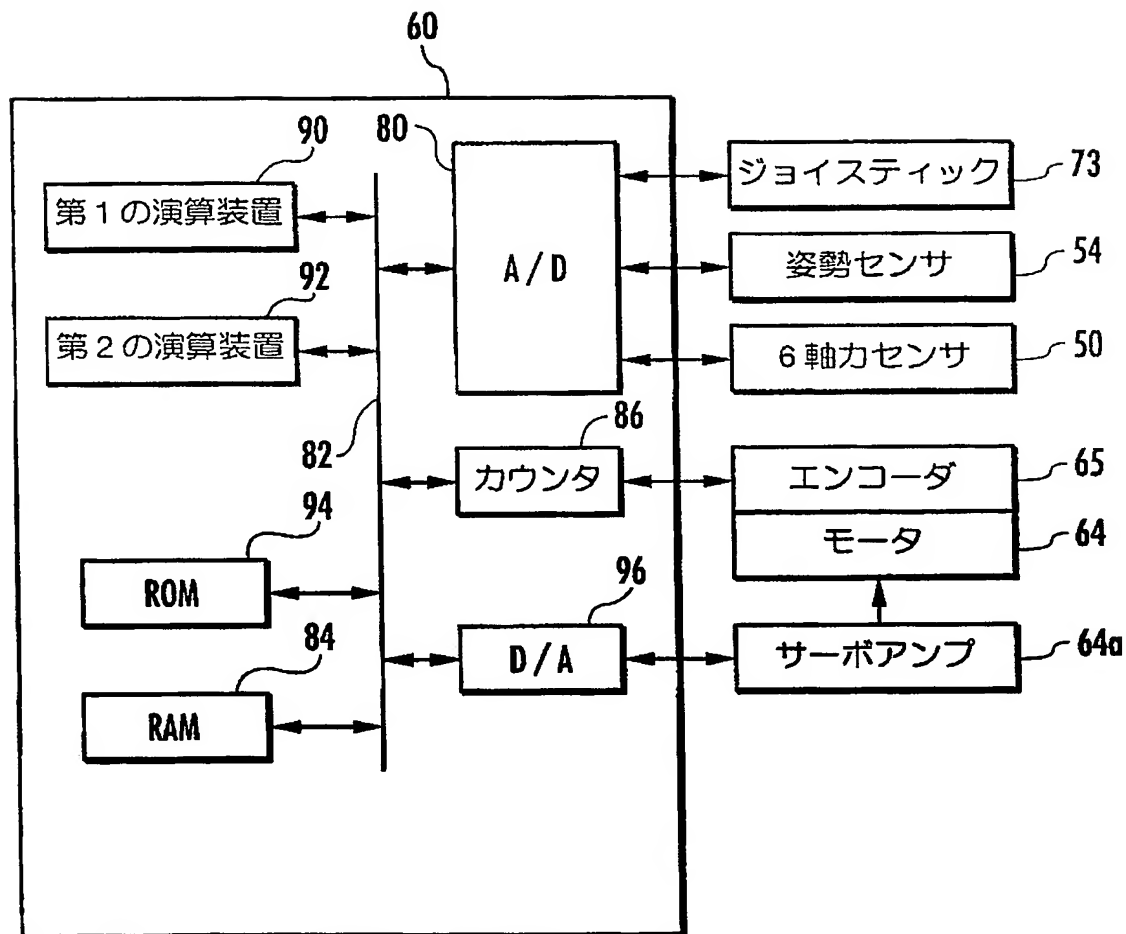 60
90
80
第1の演算装置
A/D
ジョイスティック
73
92
姿勢センサ
54
第2の演算装置
6軸力センサ
50
82
86
カウンタ
エンコーダ
65
94
モータ
64
ROM
96
D/A
サーボアンプ
64a
84
RAM